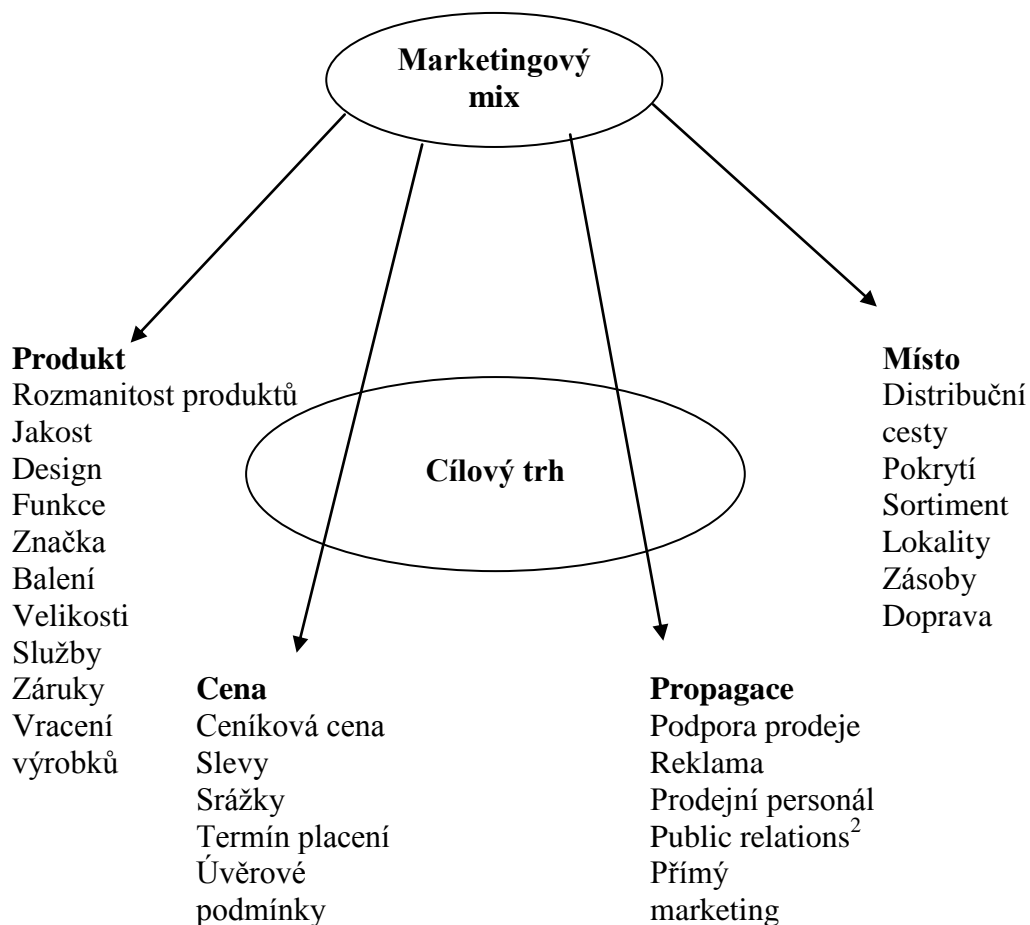 Marketingový
mix
Produkt
Rozmanitost produktů
Jakost
Design
Funkce
Značka
Balení
Velikosti
Služby
Záruky
Vracení
výrobků
Cílový trh
Místo
Distribuční
cesty
Pokrytí
Sortiment
Lokality
Zásoby
Doprava
Cena
Ceníková cena
Slevy
Srážky
Termín placení
Úvěrové
podmínky
Propagace
Podpora prodeje
Reklama
Prodejní personál
Public relations²
Přímý
marketing